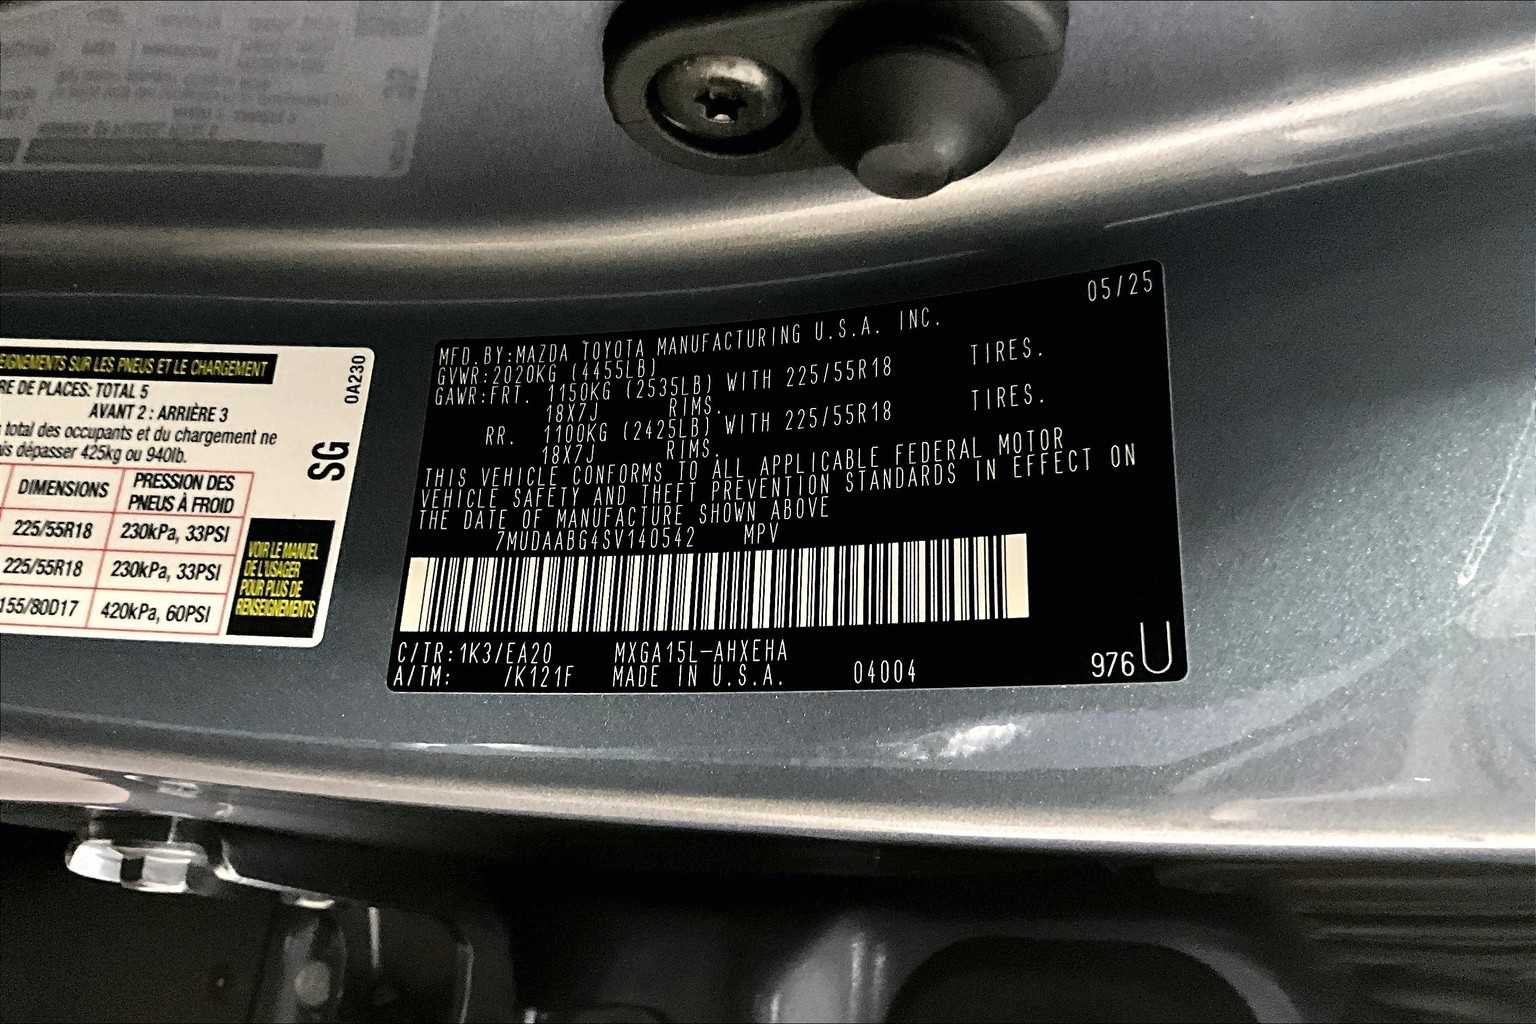 EIGNEMENTS SUR LES PNEUS ET LE CHARGEMENT
RE DE PLACES: TOTAL 5
AVANT 2 : ARRIÈRE 3
total des occupants et du chargement ne
ais dépasser 425kg ou 940lb.
DIMENSIONS PRESSION DES
PNEUS À FROID
225/55R18 230kPa, 33PSI
225/55R18 230kPa, 33PSI
155/80D17 420kPa, 60PSI
0A230
SG
VOIR LE MANUEL
DE L'USAGER
POUR PLUS DE
RENSEIGNEMENTS
05/25
MFD.BY:MAZDA TOYOTA MANUFACTURING U.S.A. INC.
GVWR:2020KG (4455LB)
GAWR:FRT. 1150KG (2535LB) WITH 225/55R18 TIRES.
18X7J RIMS.
RR. 1100KG (2425LB) WITH 225/55R18 TIRES.
18X7J RIMS.
THIS VEHICLE CONFORMS TO ALL APPLICABLE FEDERAL MOTOR
VEHICLE SAFETY AND THEFT PREVENTION STANDARDS IN EFFECT ON
THE DATE OF MANUFACTURE SHOWN ABOVE
7MUDAABG4SV140542 MPV
C/TR:1K3/EA20 MXGA15L-AHXEHA
A/TM: /K121F MADE IN U.S.A. 04004
976 U